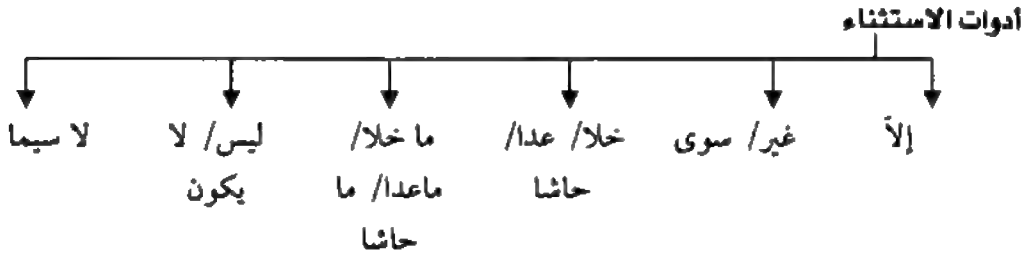 أدوات الاستثناء
إلاّ
غير/ سوى
خلا/ عدا/
حاشا
ما خلا/
ماعدا/ ما
حاشا
ليس/ لا
يكون
لا سيما